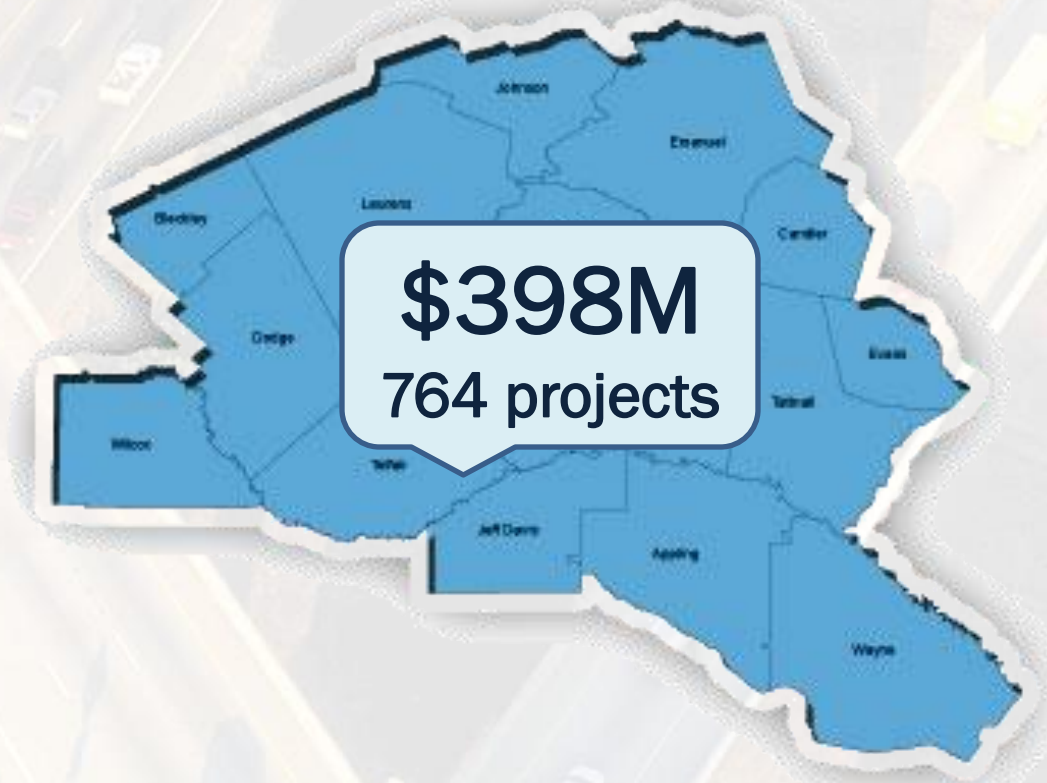 Johnson
Emanuel
Laurens
Bleckley
Candler
$398M
Dodge
Evans
764 projects
Tattnall
Wilcox
Telfair
Jeff Davis
Appling
Wayne